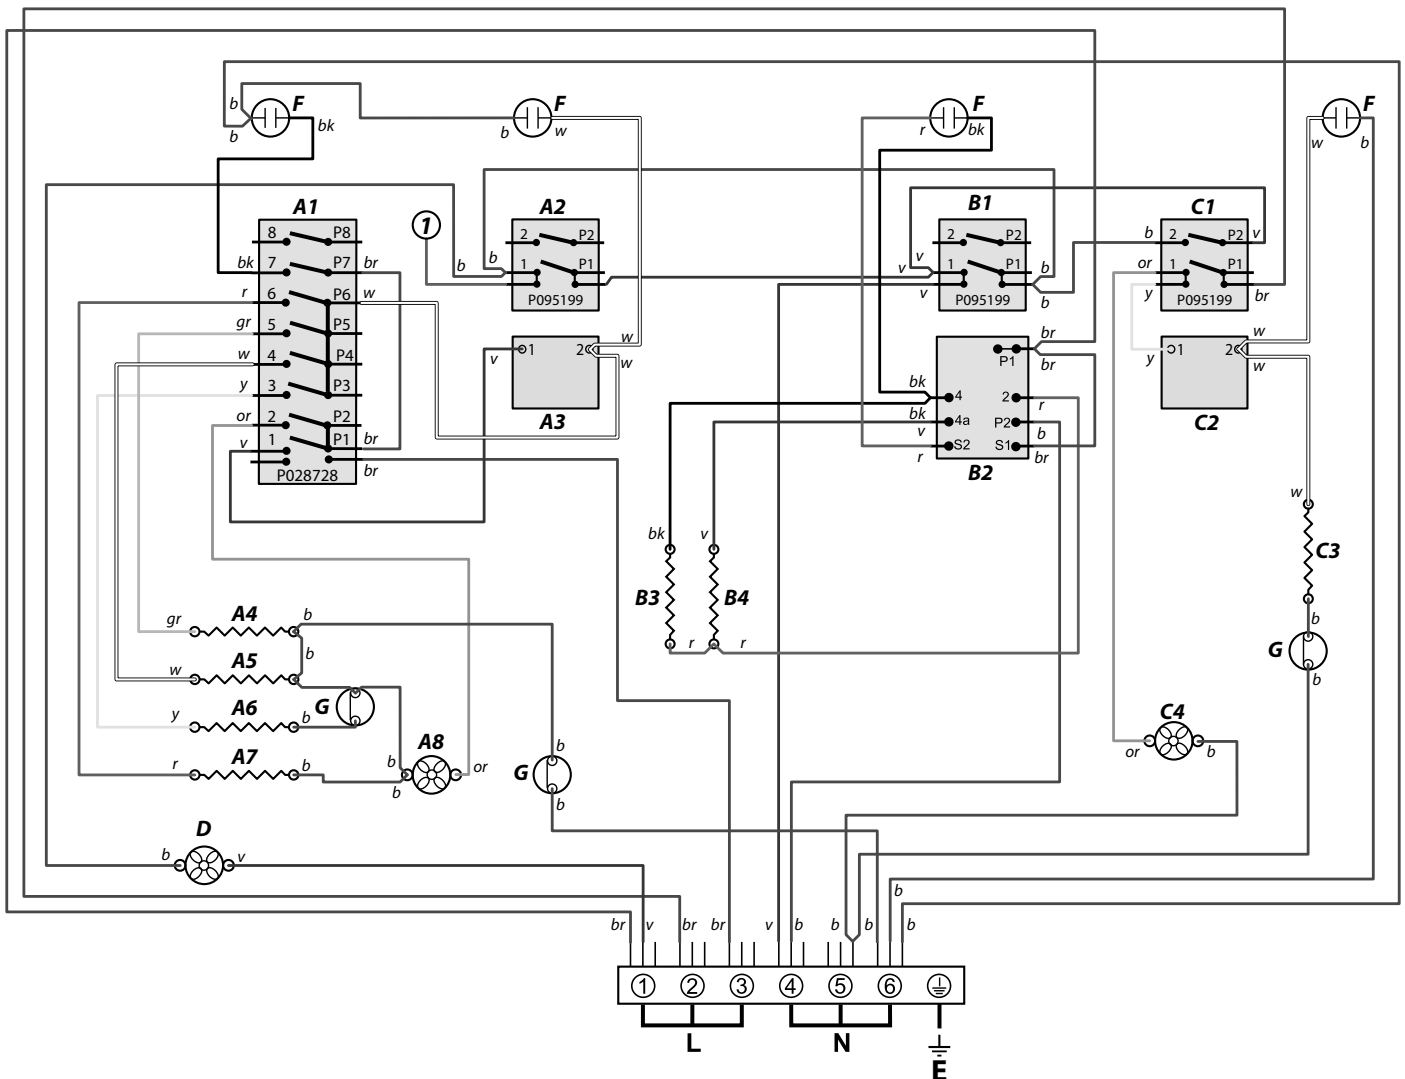 F
F
F
F
b
b
bk
b
w
r
bk
w
b
A1
1
A2
B1
C1
8 P8
bk 7 P7 br
r 6 P6 w
gr 5 P5
w 4 P4
y 3 P3
or 2 P2
v 1 P1 br
br
P028728
b
b
2 P2
1 P1
P095199
v
v
v
2 P2
1 P1
P095199
b
b
b 2 P2 v
or 1 P1
y
br
P095199
v 1 2
w
w
A3
br
P1
br
bk 4 2 r
bk 4a P2
v
b
r S2 S1 br
B2
y 1 2
w
w
C2
bk
v
B3
B4
r
r
w
C3
b
G
b
gr A4 b
b
w A5
y A6 b
G
r A7 b
A8
b
b
or
b
G
b
C4
or b
D
b v
br v br br v b b b b b
1 2 3 4 5 6
L N E